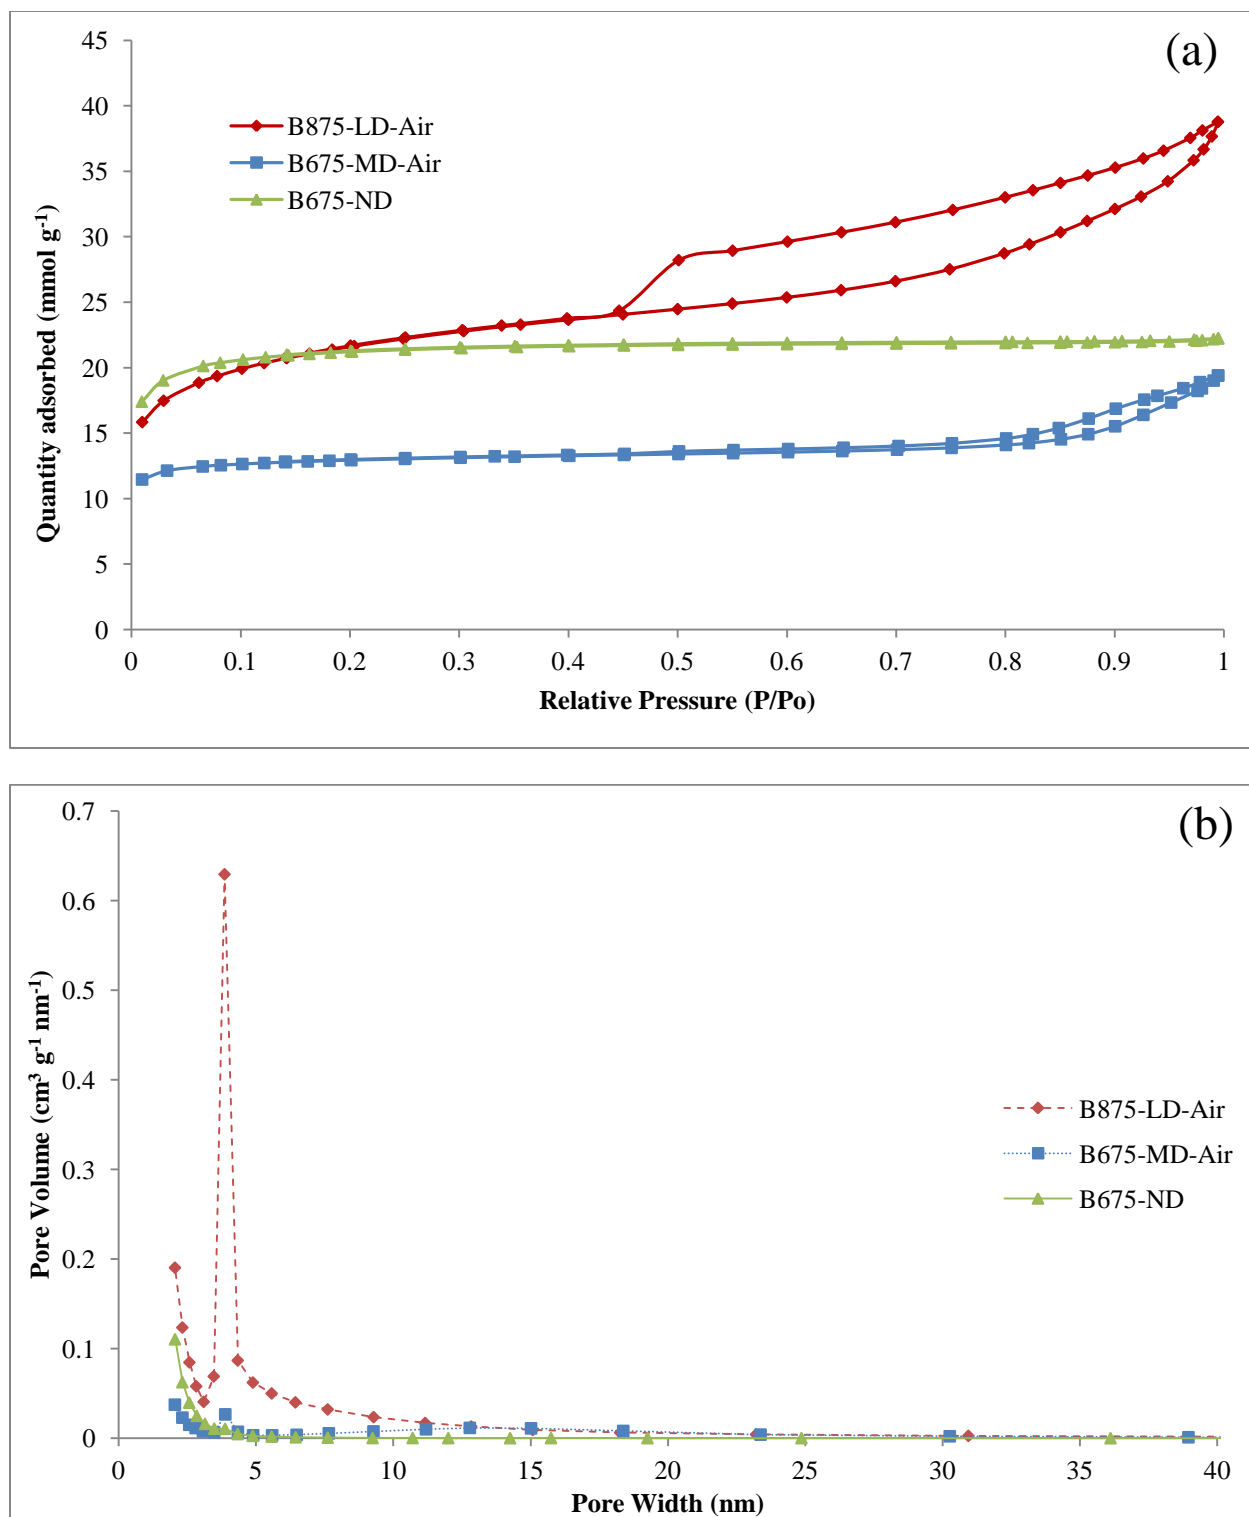 (a)
45
40
35
30
25
20
15
10
5
0
Quantity adsorbed (mmol g⁻¹)
B875-LD-Air
B675-MD-Air
B675-ND
0 0.1 0.2 0.3 0.4 0.5 0.6 0.7 0.8 0.9 1
Relative Pressure (P/Po)
(b)
0.7
0.6
0.5
0.4
0.3
0.2
0.1
0
Pore Volume (cm³ g⁻¹ nm⁻¹)
B875-LD-Air
B675-MD-Air
B675-ND
0 5 10 15 20 25 30 35 40
Pore Width (nm)